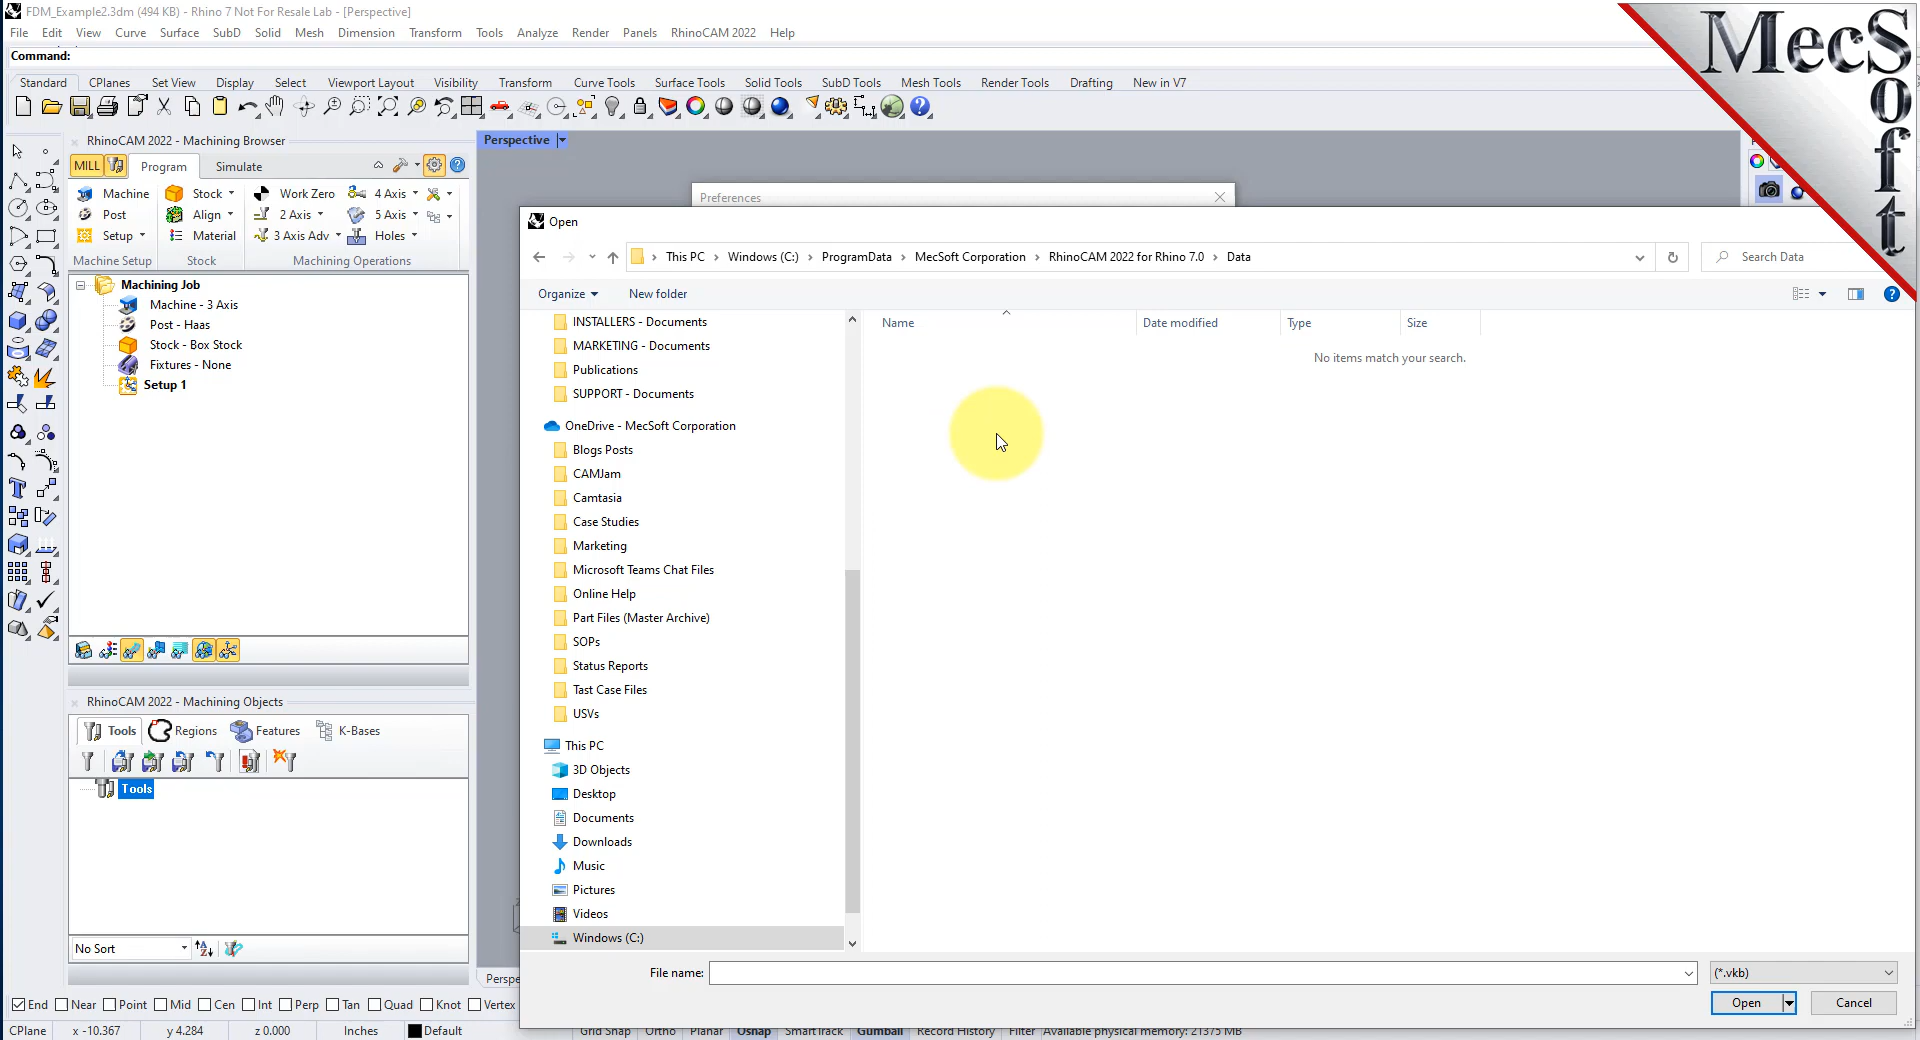 FDM_Example2.3dm (494 KB) - Rhino 7 Not For Resale Lab - [Perspective]
File Edit View Curve Surface SubD Solid Mesh Dimension Transform Tools Analyze Render Panels RhinoCAM 2022 Help
Command:
Standard CPlanes Set View Display Select Viewport Layout Visibility Transform Curve Tools Surface Tools Solid Tools SubD Tools Mesh Tools Render Tools Drafting New in V7
MecSoft
RhinoCAM 2022 - Machining Browser
MILL Program Simulate
Machine Stock Work Zero 4 Axis
Post Align 2 Axis 5 Axis
Setup Material 3 Axis Adv Holes
Machine Setup Stock Machining Operations
Machining Job
Machine - 3 Axis
Post - Haas
Stock - Box Stock
Fixtures - None
Setup 1
RhinoCAM 2022 - Machining Objects
Tools Regions Features K-Bases
Tools
No Sort
Perspective
Preferences
Open
This PC Windows (C:) ProgramData MecSoft Corporation RhinoCAM 2022 for Rhino 7.0 Data
Search Data
Organize New folder
Name Date modified Type Size
No items match your search.
INSTALLERS - Documents
MARKETING - Documents
Publications
SUPPORT - Documents
OneDrive - MecSoft Corporation
Blogs Posts
CAMJam
Camtasia
Case Studies
Marketing
Microsoft Teams Chat Files
Online Help
Part Files (Master Archive)
SOPs
Status Reports
Tast Case Files
USVs
This PC
3D Objects
Desktop
Documents
Downloads
Music
Pictures
Videos
Windows (C:)
File name:
(*.vkb)
Open Cancel
Perspe
End Near Point Mid Cen Int Perp Tan Quad Knot Vertex
CPlane x -10.367 y 4.284 z 0.000 Inches Default Grid Snap Ortho Planar Osnap SmartTrack Gumball Record History Filter Available physical memory: 21375 MB